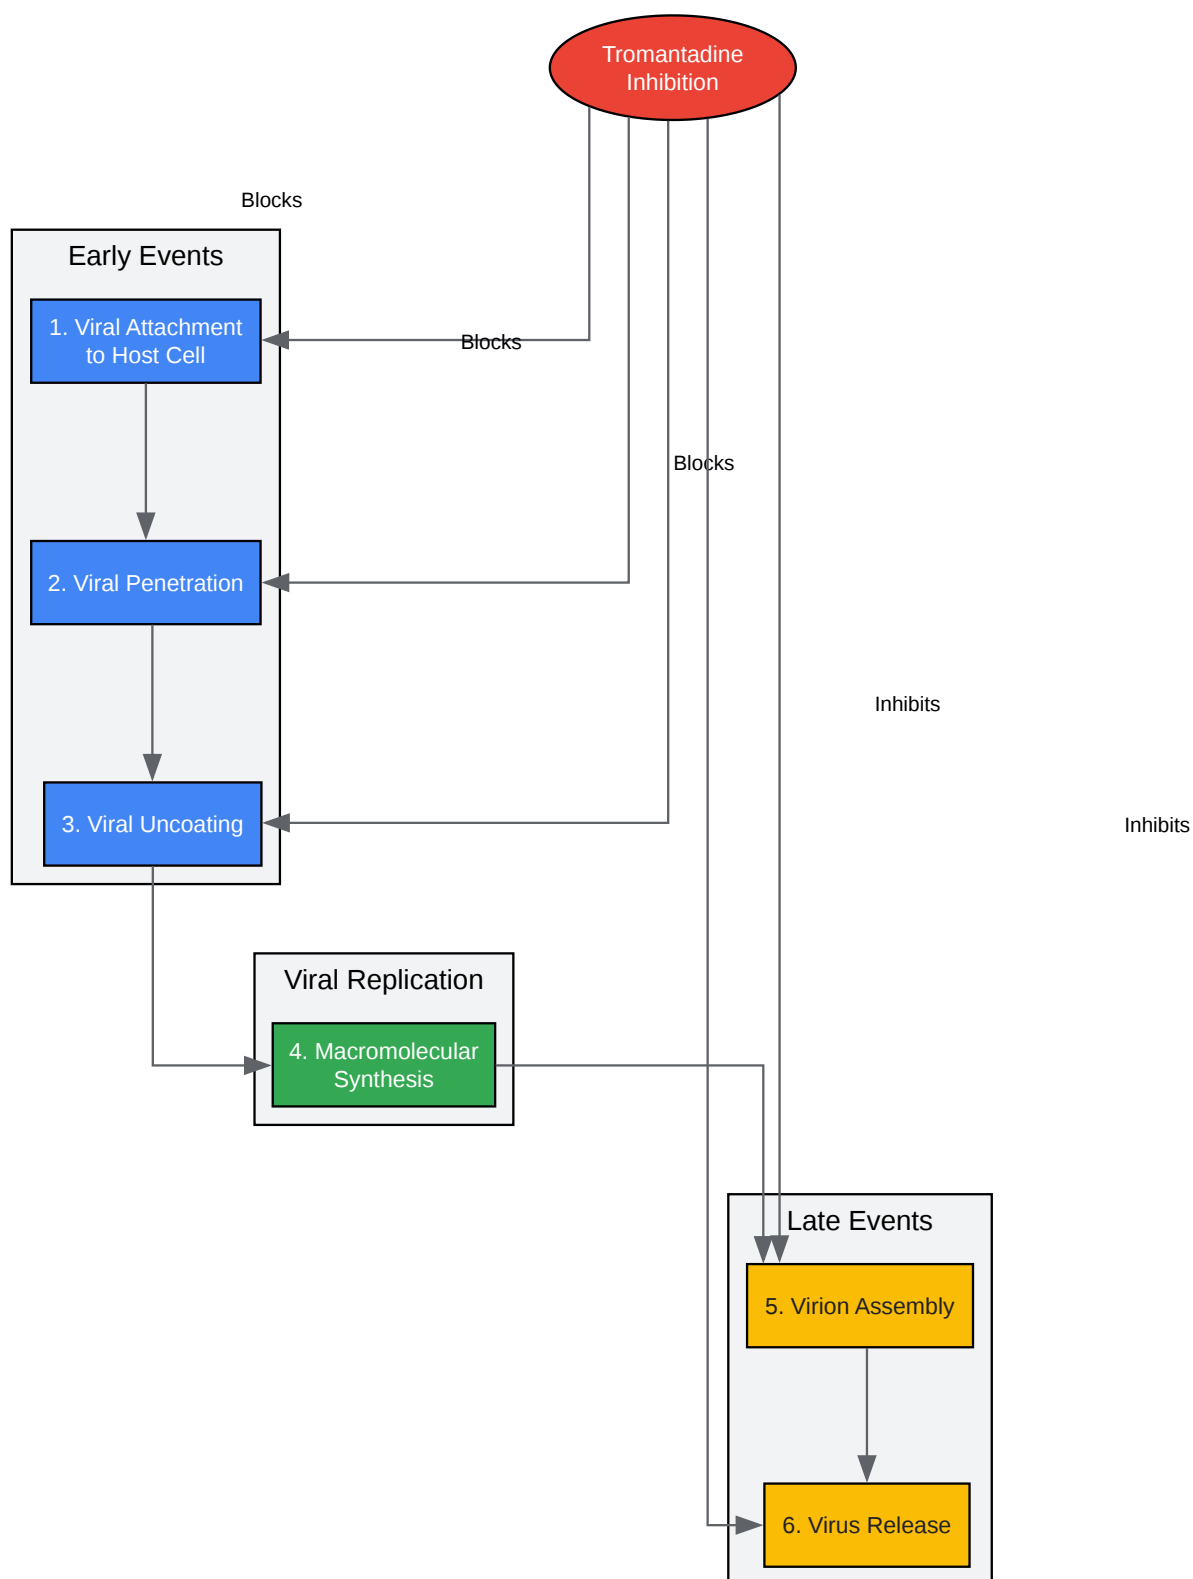 Tromantadine
Inhibition
Blocks
Early Events
1. Viral Attachment
to Host Cell
Blocks
Blocks
2. Viral Penetration
Inhibits
3. Viral Uncoating
Inhibits
Viral Replication
4. Macromolecular
Synthesis
Late Events
5. Virion Assembly
6. Virus Release